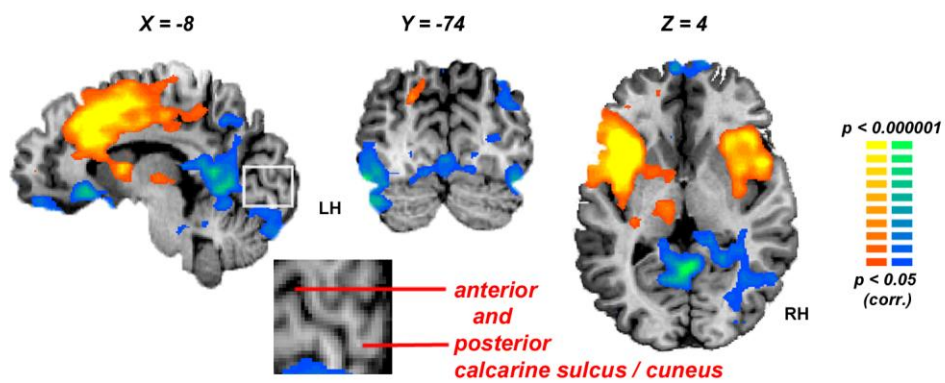 X = -8
Y = -74
Z = 4
p < 0.000001
LH
p < 0.05
(corr.)
RH
anterior
and
posterior
calcarine sulcus / cuneus